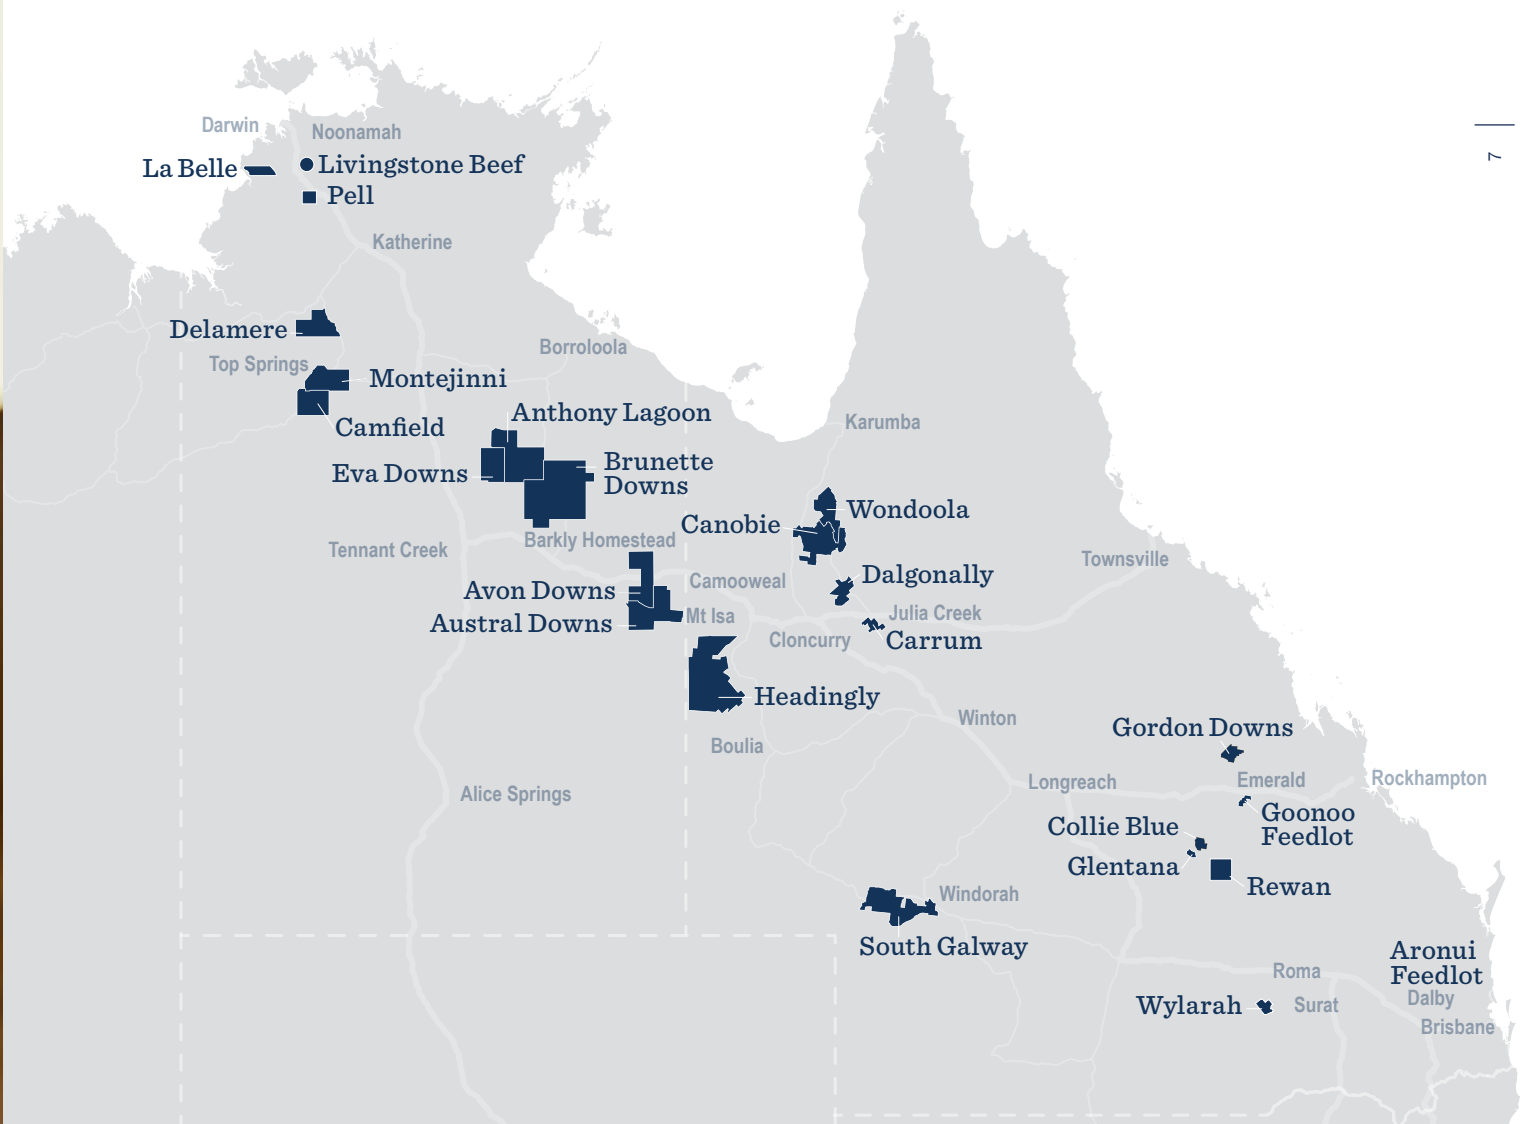 7
Darwin
Noonamah
La Belle
Livingstone Beef
Pell
Katherine
Delamere
Top Springs
Borroloola
Montejinni
Anthony Lagoon
Camfield
Karumba
Eva Downs
Brunette
Downs
Wondoola
Canobie
Barkly Homestead
Tennant Creek
Townsville
Dalgonally
Camooweal
Avon Downs
Julia Creek
Mt Isa
Austral Downs
Cloncurry
Carrum
Headingly
Winton
Gordon Downs
Boulia
Longreach
Emerald
Rockhampton
Alice Springs
Goonoo
Feedlot
Collie Blue
Glentana
Rewan
Windorah
South Galway
Aronui
Feedlot
Roma
Dalby
Wylarah
Surat
Brisbane